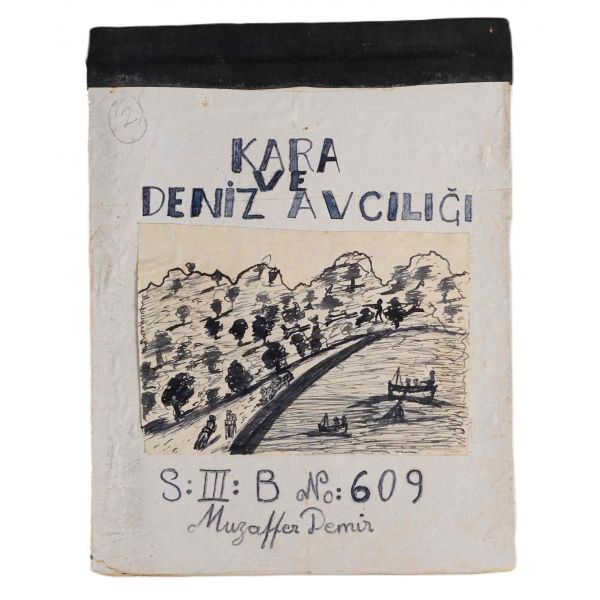 2
KARA
VE
DENİZ AVCILIĞI
S: III: B No: 609
Muzaffer Demir